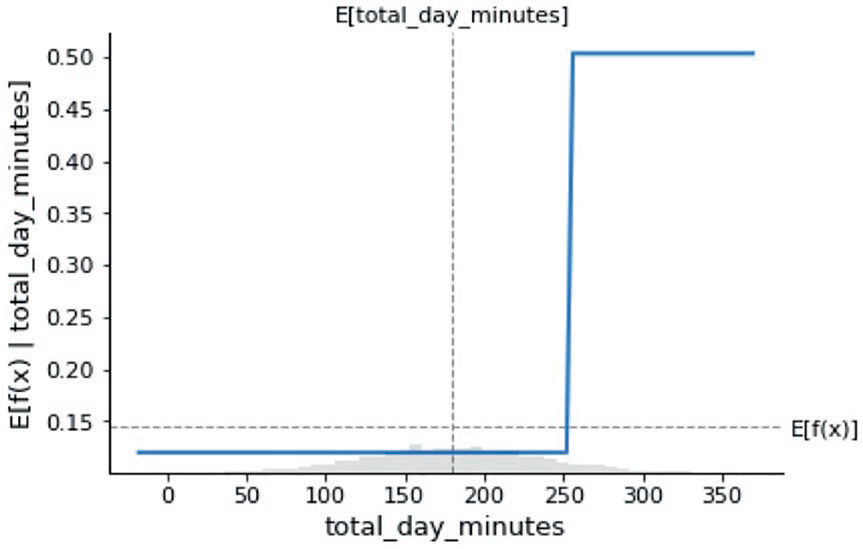 E[total_day_minutes]
E[f(x) | total_day_minutes]
0.50
0.45
0.40
0.35
0.30
0.25
0.20
0.15
E[f(x)]
0 50 100 150 200 250 300 350
total_day_minutes